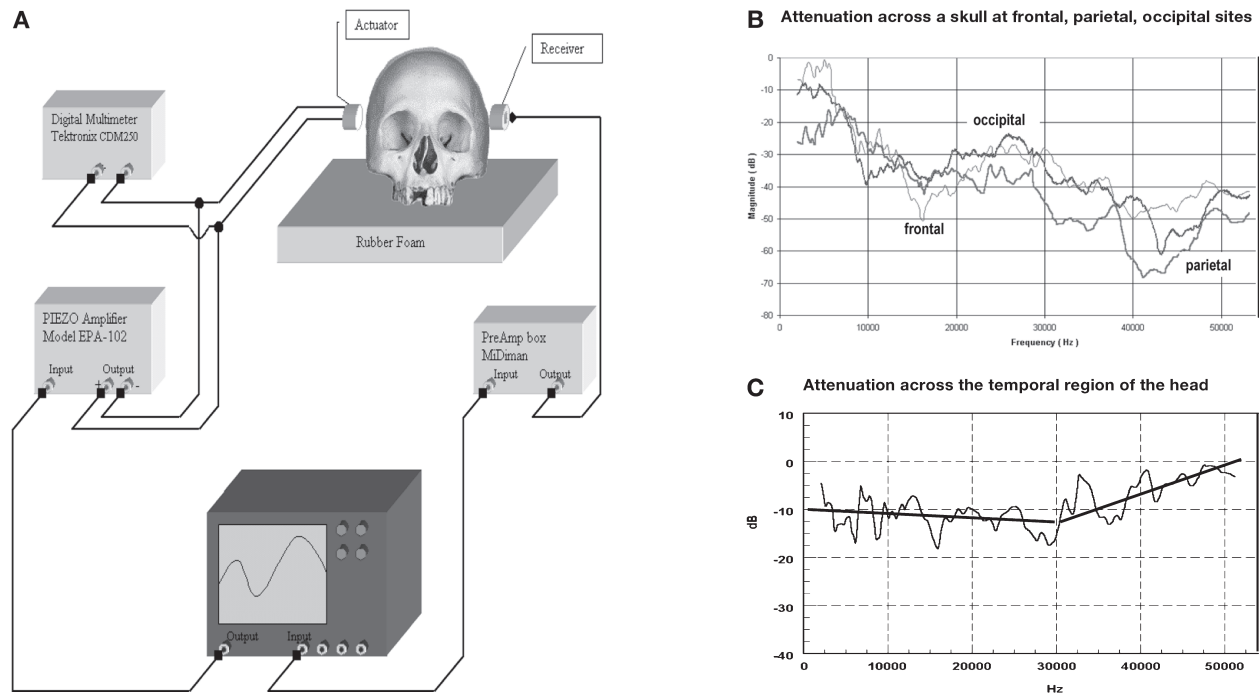 A
Actuator
Receiver
Digital Multimeter
Tektronix CDM250
Rubber Foam
PIEZO Amplifier
Model EPA-102
Input
Output
+
-
PreAmp box
MiDiman
Input
Output
Output
Input
B
Attenuation across a skull at frontal, parietal, occipital sites
0
-10
-20
-30
-40
-50
-60
-70
-80
Magnitude ( dB )
occipital
frontal
parietal
0
10000
20000
30000
40000
50000
Frequency ( Hz )
C
Attenuation across the temporal region of the head
10
0
-10
-20
-30
-40
dB
0
10000
20000
30000
40000
50000
Hz